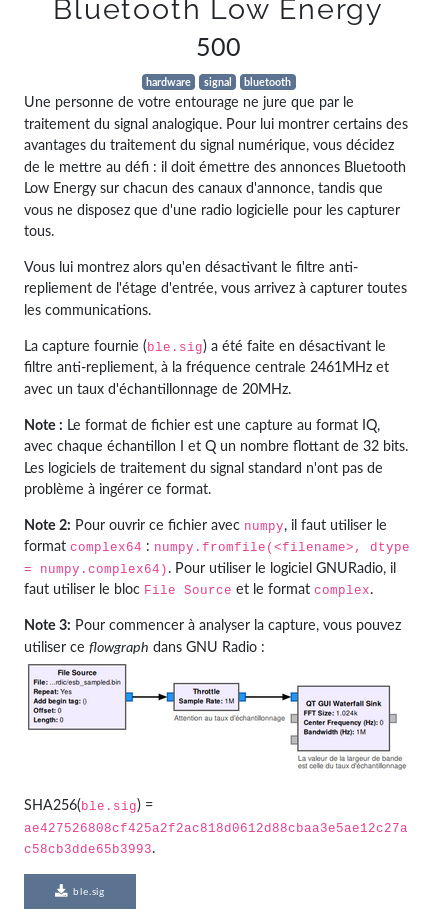 Bluetooth Low Energy
500
hardware signal bluetooth
Une personne de votre entourage ne jure que par le
traitement du signal analogique. Pour lui montrer certains des
avantages du traitement du signal numérique, vous décidez
de le mettre au défi : il doit émettre des annonces Bluetooth
Low Energy sur chacun des canaux d'annonce, tandis que
vous ne disposez que d'une radio logicielle pour les capturer
tous.
Vous lui montrez alors qu'en désactivant le filtre anti-
repliement de l'étage d'entrée, vous arrivez à capturer toutes
les communications.
La capture fournie (ble.sig) a été faite en désactivant le
filtre anti-repliement, à la fréquence centrale 2461MHz et
avec un taux d'échantillonnage de 20MHz.
Note : Le format de fichier est une capture au format IQ,
avec chaque échantillon I et Q un nombre flottant de 32 bits.
Les logiciels de traitement du signal standard n'ont pas de
problème à ingérer ce format.
Note 2: Pour ouvrir ce fichier avec numpy, il faut utiliser le
format complex64 : numpy.fromfile(<filename>, dtype
= numpy.complex64). Pour utiliser le logiciel GNURadio, il
faut utiliser le bloc File Source et le format complex.
Note 3: Pour commencer à analyser la capture, vous pouvez
utiliser ce flowgraph dans GNU Radio :
File Source
File: ...rdic/esb_sampled.bin
Repeat: Yes
Add begin tag: ()
Offset: 0
Length: 0
Throttle
Sample Rate: 1M
Attention au taux d'échantillonnage
QT GUI Waterfall Sink
FFT Size: 1.024k
Center Frequency (Hz): 0
Bandwidth (Hz): 1M
La valeur de la largeur de bande
est celle du taux d'échantillonnage
SHA256(ble.sig) =
ae427526808cf425a2f2ac818d0612d88cbaa3e5ae12c27a
c58cb3dde65b3993.
ble.sig